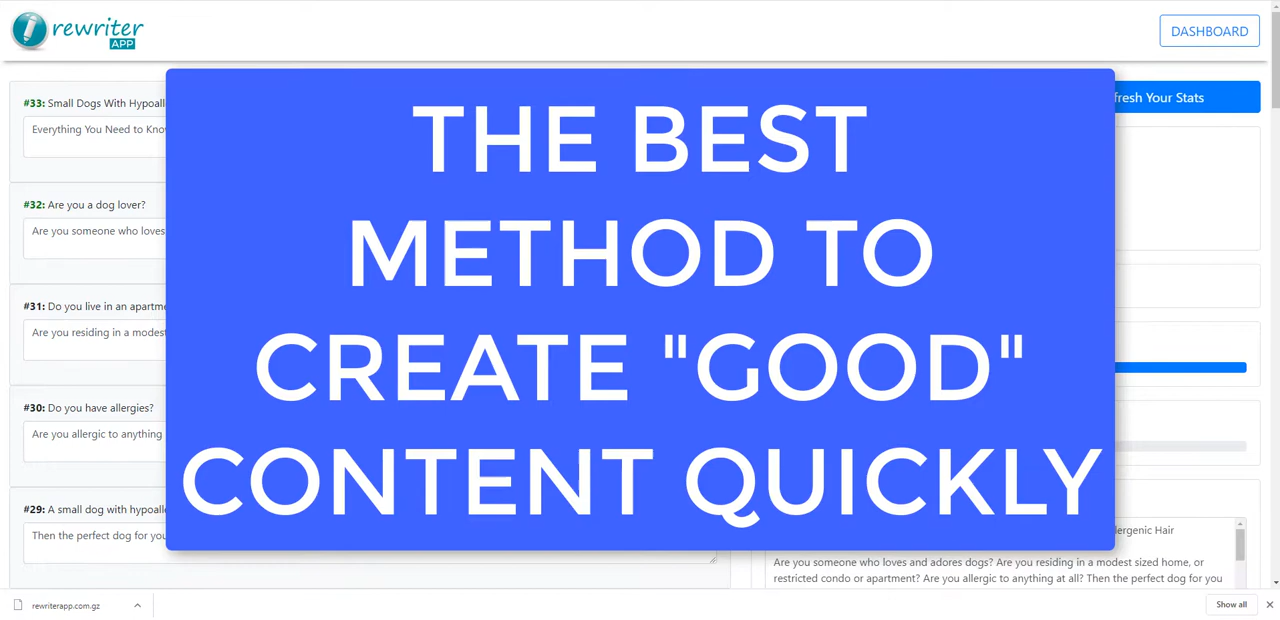 rewriter
APP
DASHBOARD
#33: Small Dogs With Hypoall
Everything You Need to Know
fresh Your Stats
THE BEST
METHOD TO
CREATE "GOOD"
CONTENT QUICKLY
#32: Are you a dog lover?
Are you someone who loves
#31: Do you live in an apartme
Are you residing in a modest
#30: Do you have allergies?
Are you allergic to anything
#29: A small dog with hypoalle
Then the perfect dog for you
lergenic Hair
Are you someone who loves and adores dogs? Are you residing in a modest sized home, or
restricted condo or apartment? Are you allergic to anything at all? Then the perfect dog for you
rewriterapp.com.gz
Show all